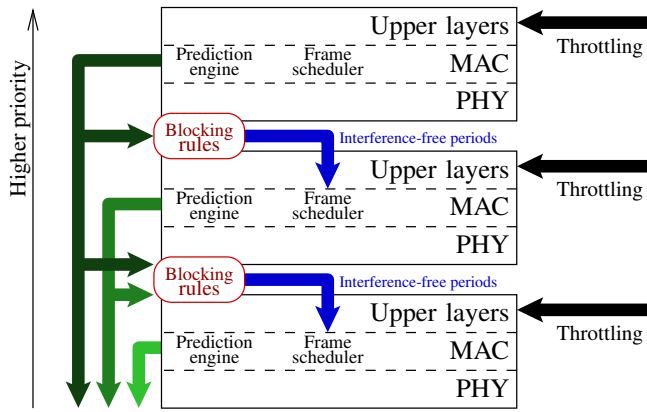 Higher priority
Upper layers
Throttling
Prediction
engine
Frame
scheduler
MAC
PHY
Blocking
rules
Interference-free periods
Upper layers
Throttling
Prediction
engine
Frame
scheduler
MAC
PHY
Blocking
rules
Interference-free periods
Upper layers
Throttling
Prediction
engine
Frame
scheduler
MAC
PHY